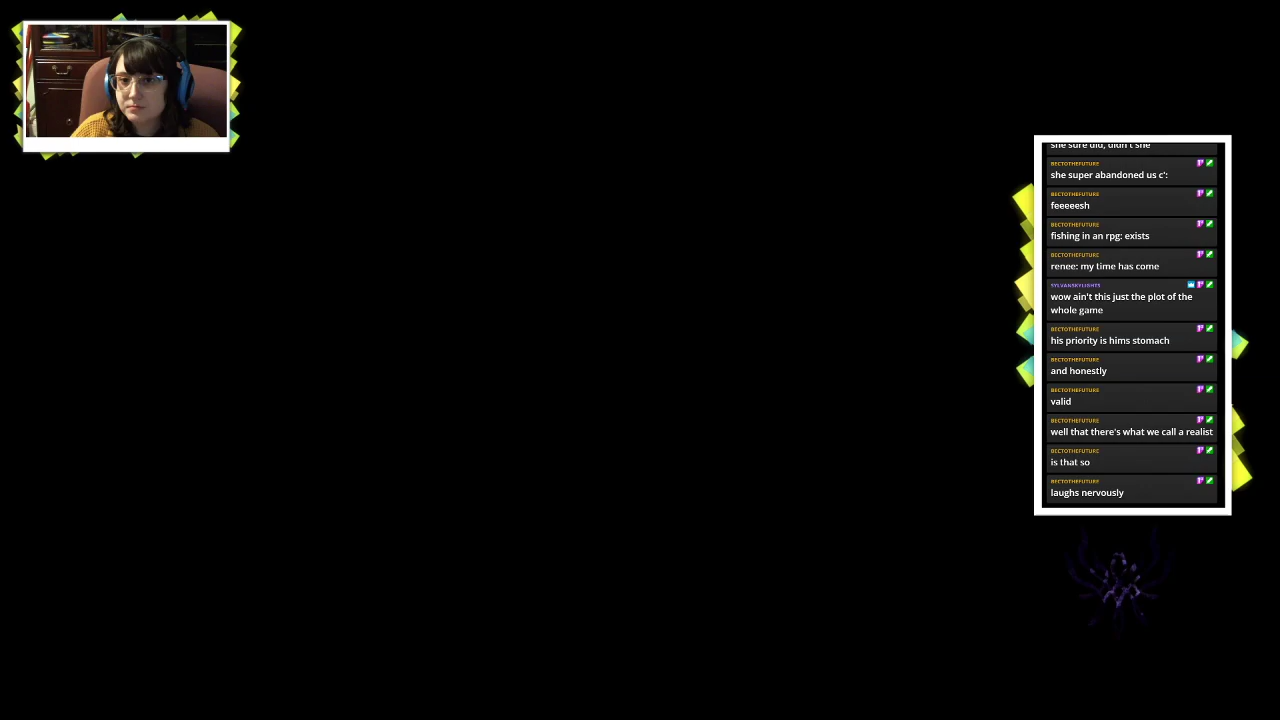 she sure did, didn't she
BECTOTHEFUTURE
she super abandoned us c':
BECTOTHEFUTURE
feeeeesh
BECTOTHEFUTURE
fishing in an rpg: exists
BECTOTHEFUTURE
renee: my time has come
SYLVANSKYLIGHTS
wow ain't this just the plot of the
whole game
BECTOTHEFUTURE
his priority is hims stomach
BECTOTHEFUTURE
and honestly
BECTOTHEFUTURE
valid
BECTOTHEFUTURE
well that there's what we call a realist
BECTOTHEFUTURE
is that so
BECTOTHEFUTURE
laughs nervously